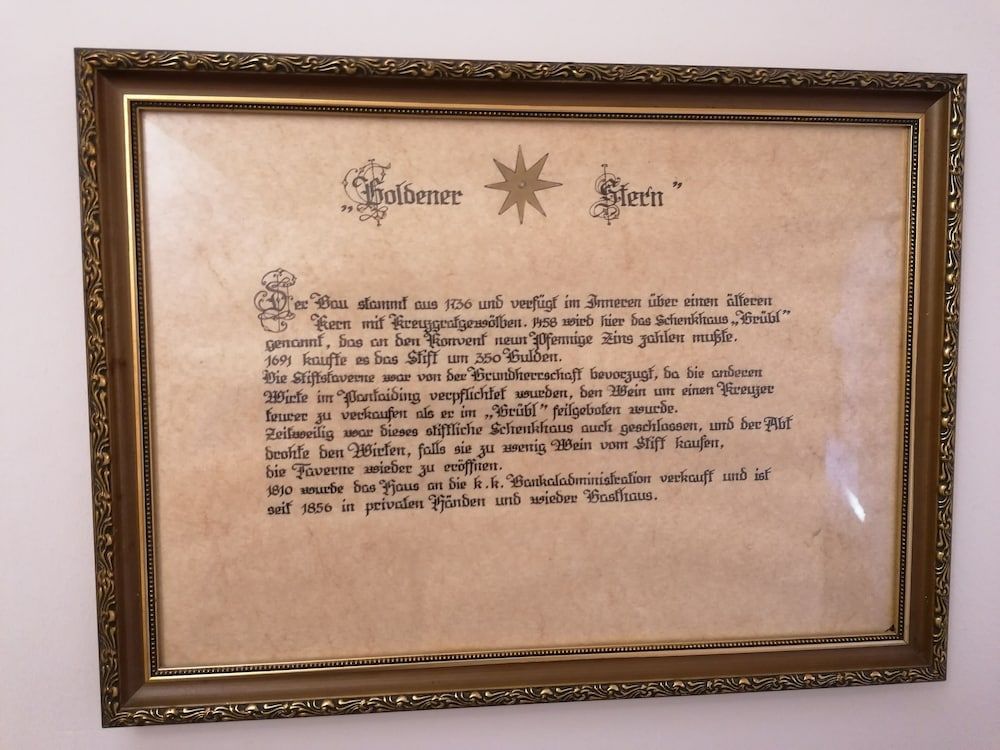 „Goldener Stern”
Der Bau stammt aus 1736 und verfügt im Inneren über einen älteren
Kern mit Kreuzgratgewölben. 1458 wird hier das Schenkhaus „Grübl”
genannt, das an den Konvent neun Pfennige Zins zahlen mußte.
1691 kaufte es das Stift um 350 Gulden.
Die Stiftstaverne war von der Grundherrschaft bevorzugt, da die anderen
Wirte im Pantaiding verpflichtet wurden, den Wein um einen Kreuzer
teurer zu verkaufen als er im „Grübl” feilgeboten wurde.
Zeitweilig war dieses stiftliche Schenkhaus auch geschlossen, und der Abt
drohte den Wirten, falls sie zu wenig Wein vom Stift kaufen,
die Taverne wieder zu eröffnen.
1810 wurde das Haus an die k.k. Bankaladministration verkauft und ist
seit 1856 in privaten Händen und wieder Gasthaus.